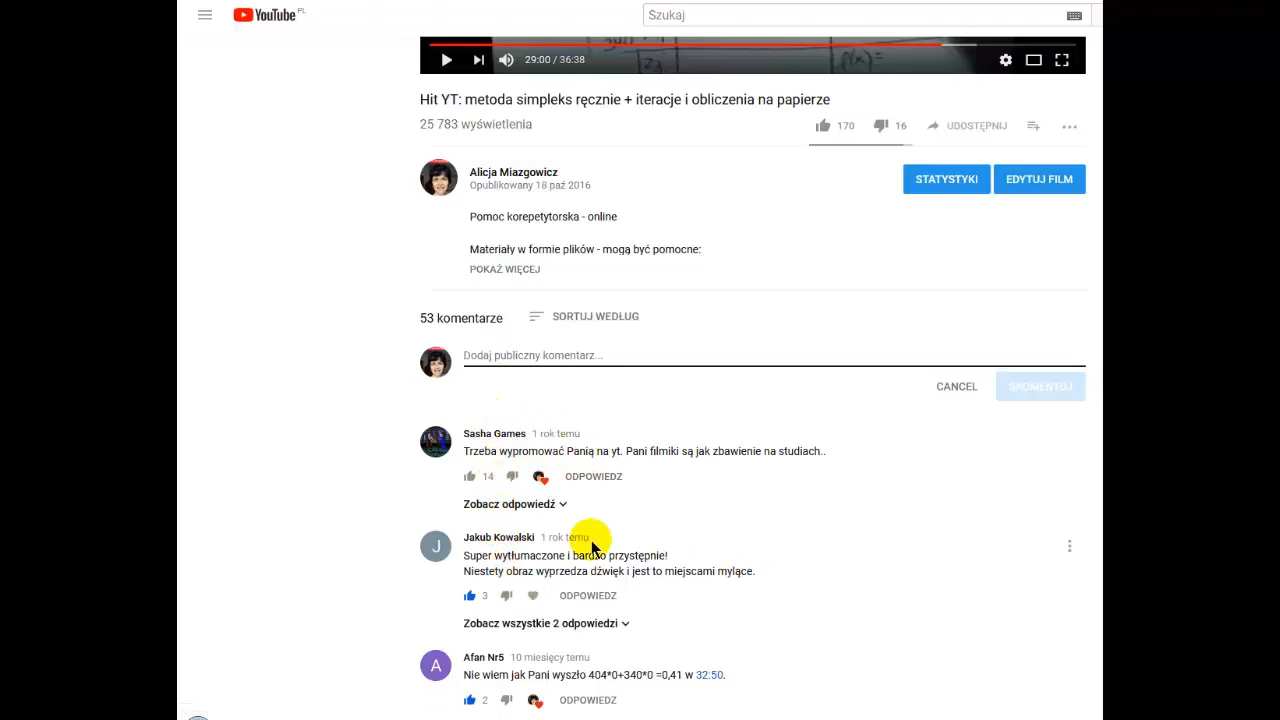 YouTube PL
Szukaj
29:00 / 36:38
Hit YT: metoda simpleks ręcznie + iteracje i obliczenia na papierze
25 783 wyświetlenia
170
16
UDOSTĘPNIJ
Alicja Miazgowicz
Opublikowany 18 paź 2016
STATYSTYKI
EDYTUJ FILM
Pomoc korepetytorska - online
Materiały w formie plików - mogą być pomocne:
POKAŻ WIĘCEJ
53 komentarze
SORTUJ WEDŁUG
Dodaj publiczny komentarz...
CANCEL
SKOMENTUJ
Sasha Games 1 rok temu
Trzeba wypromować Panią na yt. Pani filmiki są jak zbawienie na studiach..
14
ODPOWIEDZ
Zobacz odpowiedź
J
Jakub Kowalski 1 rok temu
Super wytłumaczone i bardzo przystępnie!
Niestety obraz wyprzedza dźwięk i jest to miejscami mylące.
3
ODPOWIEDZ
Zobacz wszystkie 2 odpowiedzi
A
Afan Nr5 10 miesięcy temu
Nie wiem jak Pani wyszło 404*0+340*0 =0,41 w 32:50.
2
ODPOWIEDZ